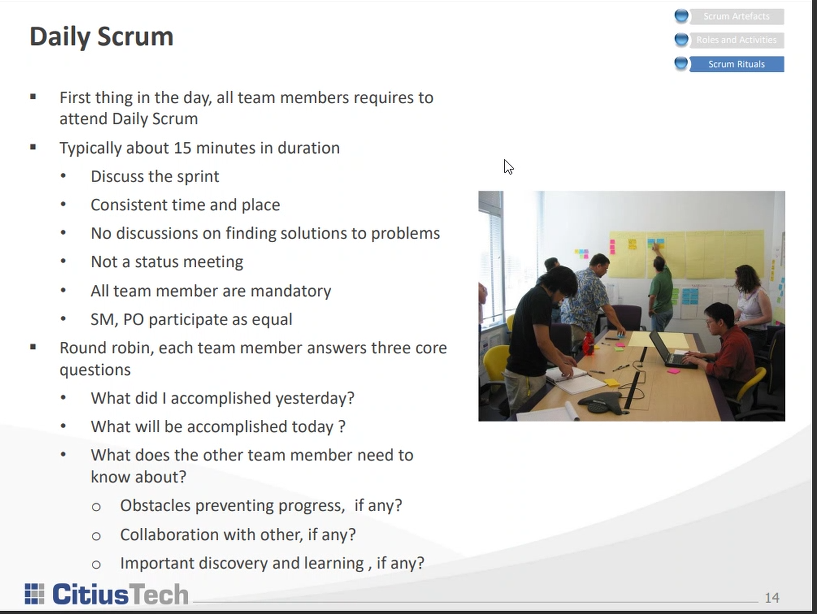 Daily Scrum
Scrum Artefacts
Roles and Activities
Scrum Rituals
▪ First thing in the day, all team members requires to
attend Daily Scrum
▪ Typically about 15 minutes in duration
• Discuss the sprint
• Consistent time and place
• No discussions on finding solutions to problems
• Not a status meeting
• All team member are mandatory
• SM, PO participate as equal
▪ Round robin, each team member answers three core
questions
• What did I accomplished yesterday?
• What will be accomplished today ?
• What does the other team member need to
know about?
o Obstacles preventing progress, if any?
o Collaboration with other, if any?
o Important discovery and learning , if any?
CitiusTech
14